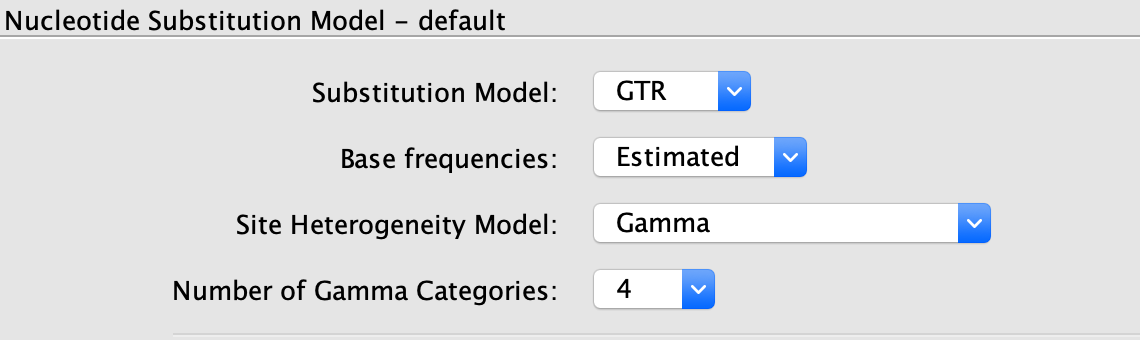 Nucleotide Substitution Model – default
Substitution Model: GTR
Base frequencies: Estimated
Site Heterogeneity Model: Gamma
Number of Gamma Categories: 4